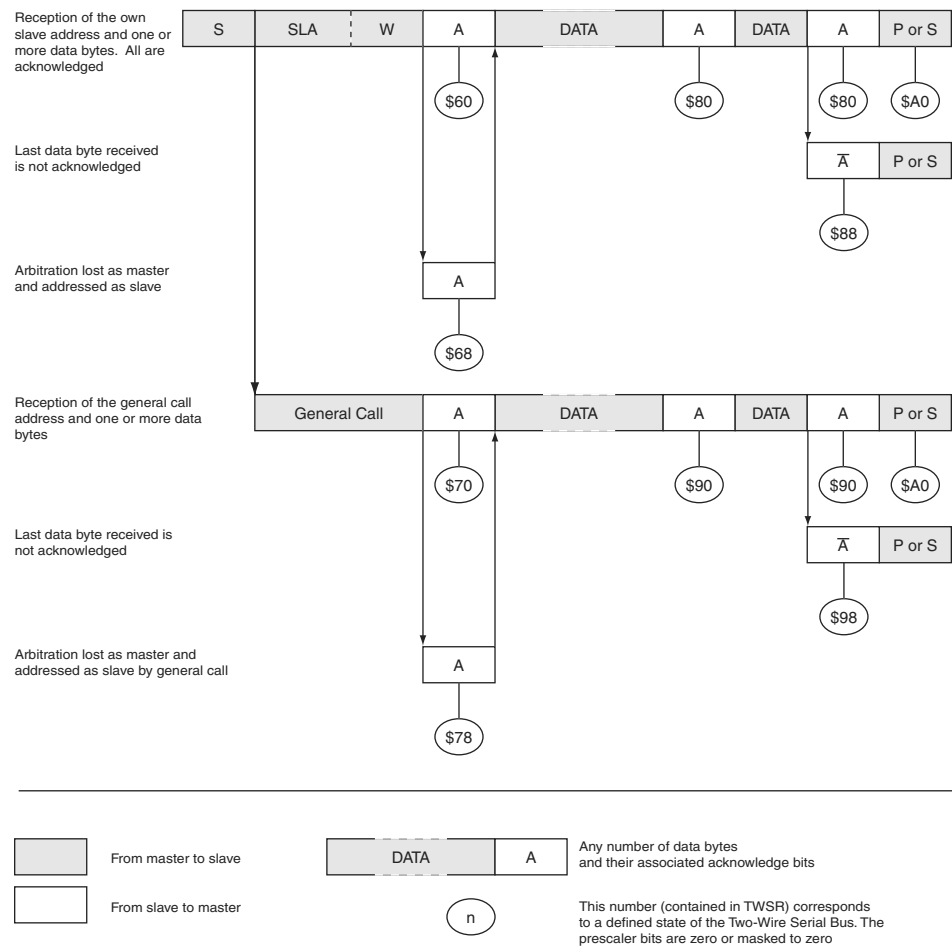 Reception of the own
slave address and one or
more data bytes. All are
acknowledged
S SLA W A DATA A DATA A P or S
$60 $80 $80 $A0
Last data byte received
is not acknowledged
A̅ P or S
$88
Arbitration lost as master
and addressed as slave
A
$68
Reception of the general call
address and one or more data
bytes
General Call A DATA A DATA A P or S
$70 $90 $90 $A0
Last data byte received is
not acknowledged
A̅ P or S
$98
Arbitration lost as master and
addressed as slave by general call
A
$78
From master to slave
DATA A
Any number of data bytes
and their associated acknowledge bits
From slave to master
n
This number (contained in TWSR) corresponds
to a defined state of the Two-Wire Serial Bus. The
prescaler bits are zero or masked to zero